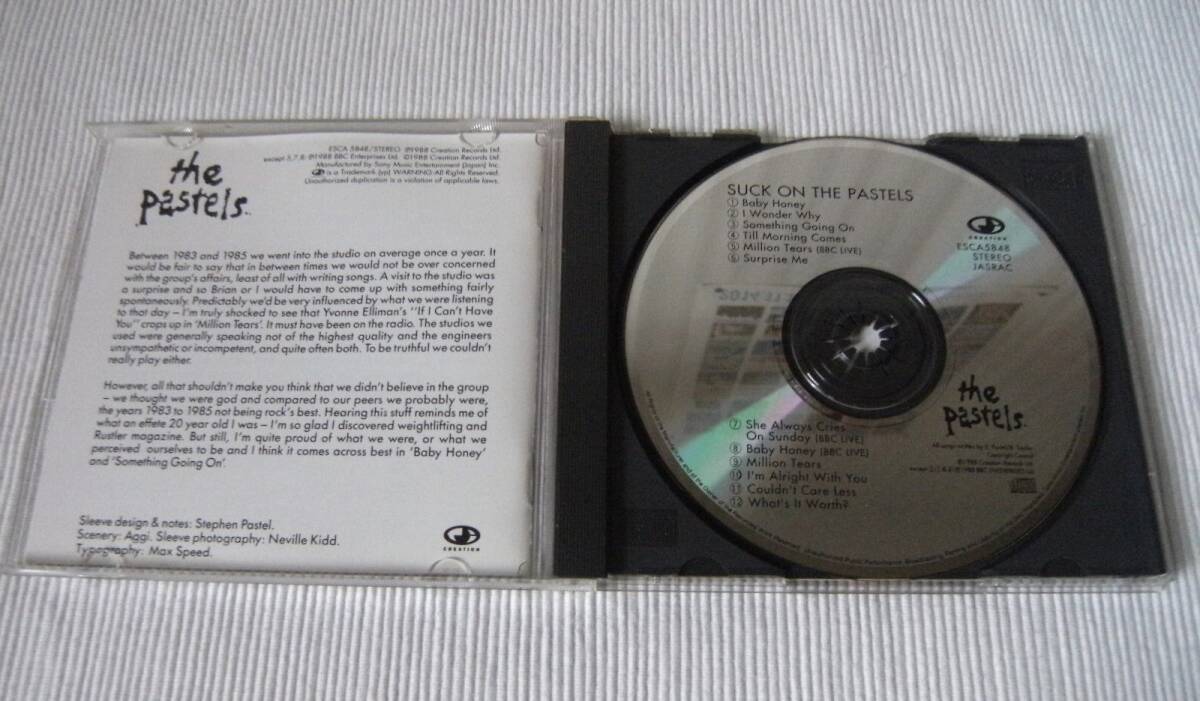 the
pastels
ESCA 5848/STEREO ℗1988 Creation Records Ltd.
except 5,7,8: ℗1988 BBC Enterprises Ltd. ©1988 Creation Records Ltd.
Manufactured by Sony Music Entertainment (Japan) Inc.
is a Trademark (yp) WARNING: All Rights Reserved.
Unauthorized duplication is a violation of applicable laws.
Between 1983 and 1985 we went into the studio on average once a year. It
would be fair to say that in between times we would not be over concerned
with the group's affairs, least of all with writing songs. A visit to the studio was
a surprise and so Brian or I would have to come up with something fairly
spontaneously. Predictably we'd be very influenced by what we were listening
to that day – I'm truly shocked to see that Yvonne Elliman's "If I Can't Have
You" crops up in 'Million Tears'. It must have been on the radio. The studios we
used were generally speaking not of the highest quality and the engineers
unsympathetic or incompetent, and quite often both. To be truthful we couldn't
really play either.
However, all that shouldn't make you think that we didn't believe in the group
– we thought we were god and compared to our peers we probably were,
the years 1983 to 1985 not being rock's best. Hearing this stuff reminds me of
what an effete 20 year old I was – I'm so glad I discovered weightlifting and
Rustler magazine. But still, I'm quite proud of what we were, or what we
perceived ourselves to be and I think it comes across best in 'Baby Honey'
and 'Something Going On'.
Sleeve design & notes: Stephen Pastel.
Scenery: Aggi. Sleeve photography: Neville Kidd.
Typography: Max Speed.
CREATION
SUCK ON THE PASTELS
① Baby Honey
② I Wonder Why
③ Something Going On
④ Till Morning Comes
⑤ Million Tears (BBC LIVE)
⑥ Surprise Me
CREATION
ESCA5848
STEREO
JASRAC
2014.11
the
pastels
⑦ She Always Cries
On Sunday (BBC LIVE)
⑧ Baby Honey (BBC LIVE)
⑨ Million Tears
⑩ I'm Alright With You
⑪ Couldn't Care Less
⑫ What's It Worth?